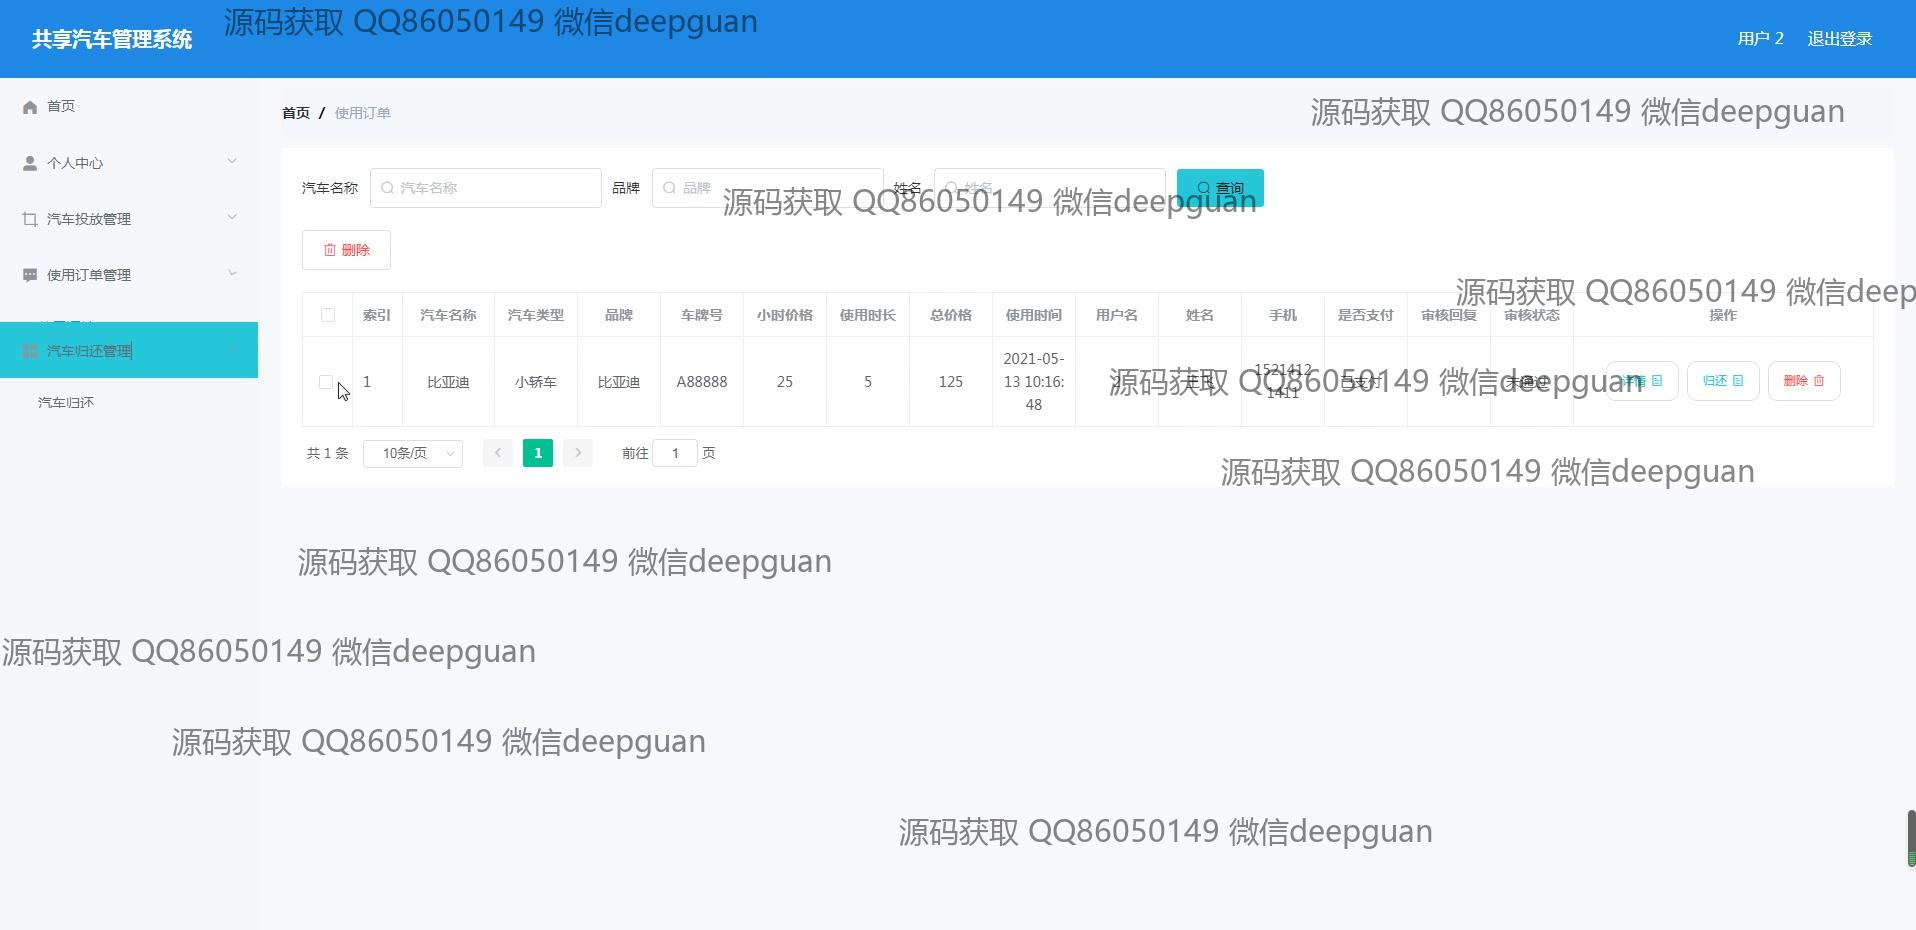 共享汽车管理系统
源码获取 QQ86050149 微信deepguan
用户 2 退出登录
首页
个人中心
汽车投放管理
使用订单管理
汽车归还管理
汽车归还
首页 / 使用订单
源码获取 QQ86050149 微信deepguan
汽车名称 汽车名称 品牌 品牌 姓名 姓名 查询
源码获取 QQ86050149 微信deepguan
删除
源码获取 QQ86050149 微信deep
索引 汽车名称 汽车类型 品牌 车牌号 小时价格 使用时长 总价格 使用时间 用户名 姓名 手机 是否支付 审核回复 审核状态 操作
1 比亚迪 小轿车 比亚迪 A88888 25 5 125 2021-05-13 10:16:48 15214121411 已支付 未通过 详情 归还 删除
源码获取 QQ86050149 微信deepguan
共 1 条 10条/页 1 前往 1 页
源码获取 QQ86050149 微信deepguan
源码获取 QQ86050149 微信deepguan
源码获取 QQ86050149 微信deepguan
源码获取 QQ86050149 微信deepguan
源码获取 QQ86050149 微信deepguan